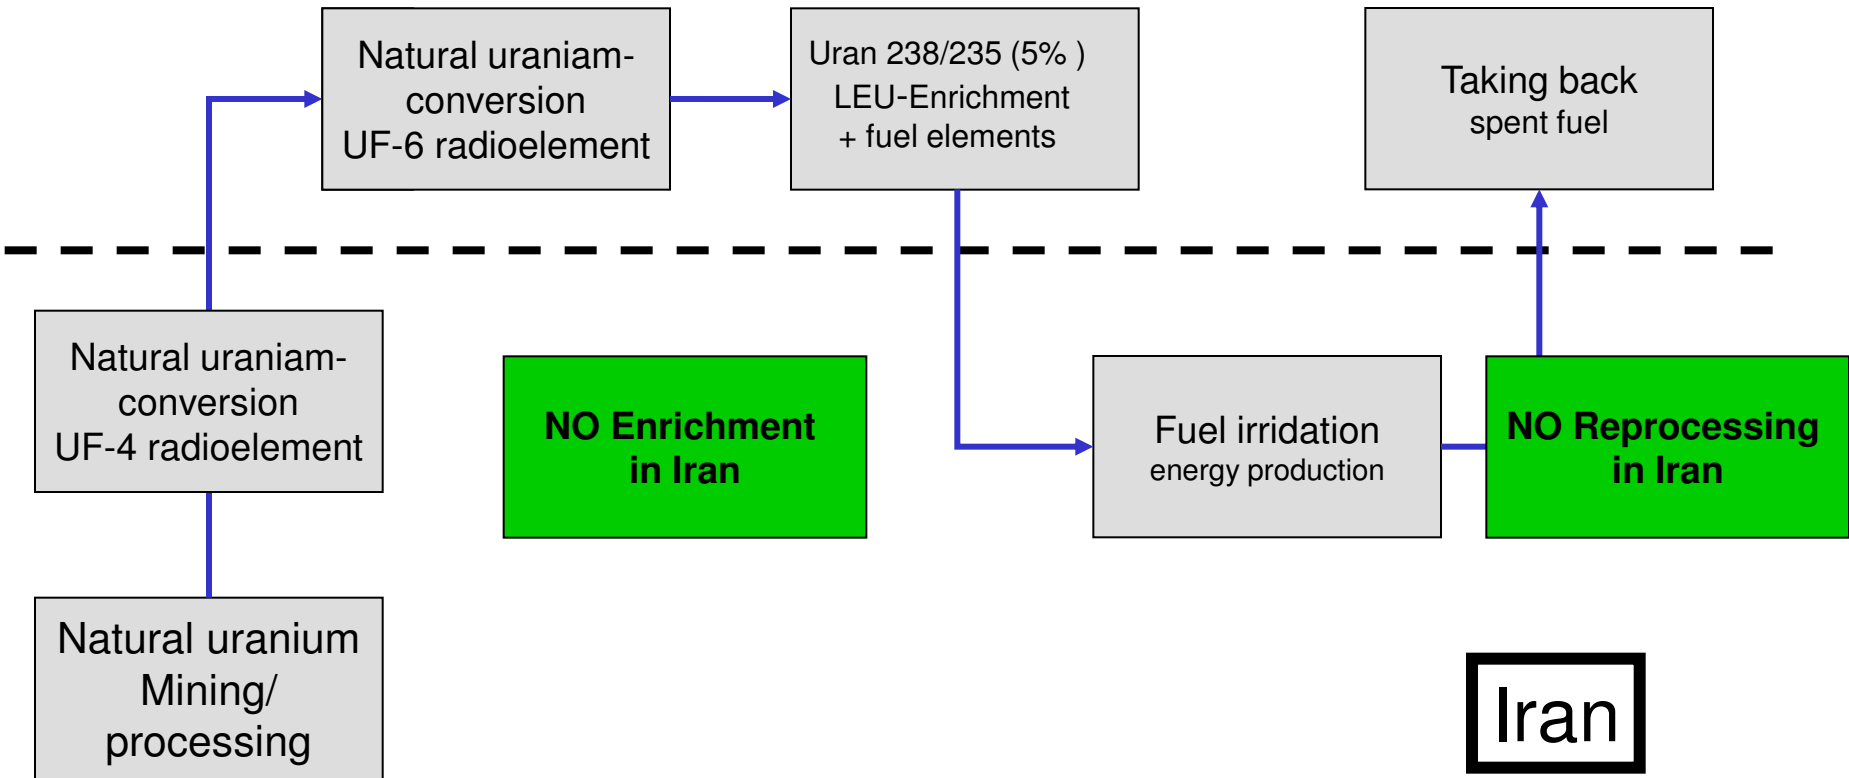 Natural uraniam-
conversion
UF-6 radioelement
Uran 238/235 (5% )
LEU-Enrichment
+ fuel elements
Taking back
spent fuel
Natural uraniam-
conversion
UF-4 radioelement
NO Enrichment
in Iran
Fuel irridation
energy production
NO Reprocessing
in Iran
Natural uranium
Mining/
processing
Iran